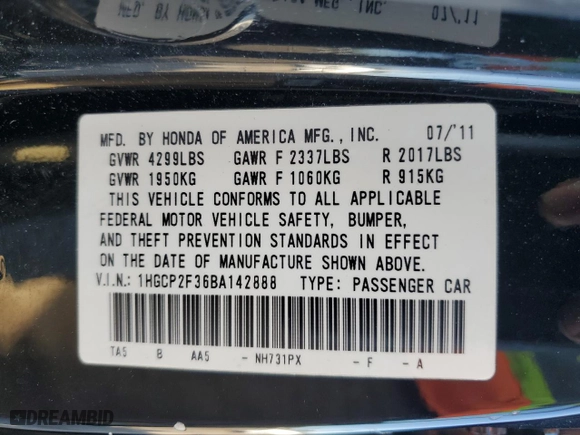 MFD. BY HONDA OF AMERICA MFG., INC. 07/'11
GVWR 4299LBS GAWR F 2337LBS R 2017LBS
GVWR 1950KG GAWR F 1060KG R 915KG
THIS VEHICLE CONFORMS TO ALL APPLICABLE
FEDERAL MOTOR VEHICLE SAFETY, BUMPER,
AND THEFT PREVENTION STANDARDS IN EFFECT
ON THE DATE OF MANUFACTURE SHOWN ABOVE.
V.I.N.: 1HGCP2F36BA142888 TYPE: PASSENGER CAR
TA5 B AA5 - NH731PX - F - A
DREAMBID